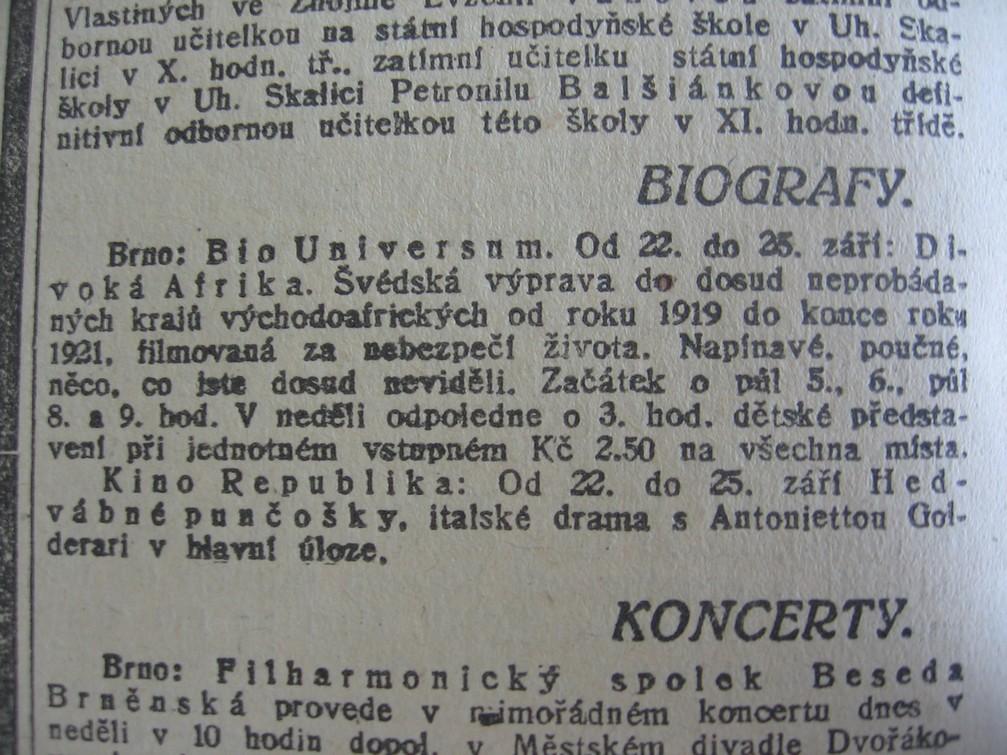 Vlastiných ve Znojmě
bornou učitelkou na státní hospodyňské škole v Uh. Ska-
lici v X. hodn. tř., zatímní učitelku státní hospodyňské
školy v Uh. Skalici Petronilu Balšiánkovou defi-
nitivní odbornou učitelkou této školy v XI. hodn. třídě.
BIOGRAFY.
Brno: Bio Universum. Od 22. do 25. září: Di-
voká Afrika. Švédská výprava do dosud neprobáda-
ných krajů východoafrických od roku 1919 do konce roku
1921, filmovaná za nebezpečí života. Napínavé, poučné,
něco, co jste dosud neviděli. Začátek o půl 5., 6., půl
8. a 9. hod. V neděli odpoledne o 3. hod. dětské předsta-
vení při jednotném vstupném Kč 2.50 na všechna místa.
Kino Republika: Od 22. do 25. září Hed-
vábné punčošky, italské drama s Antoniettou Gol-
derari v hlavní úloze.
KONCERTY.
Brno: Filharmonický spolek Beseda
Brněnská provede v mimořádném koncertu dnes v
neděli v 10 hodin dopol. v Městském divadle Dvořáko-